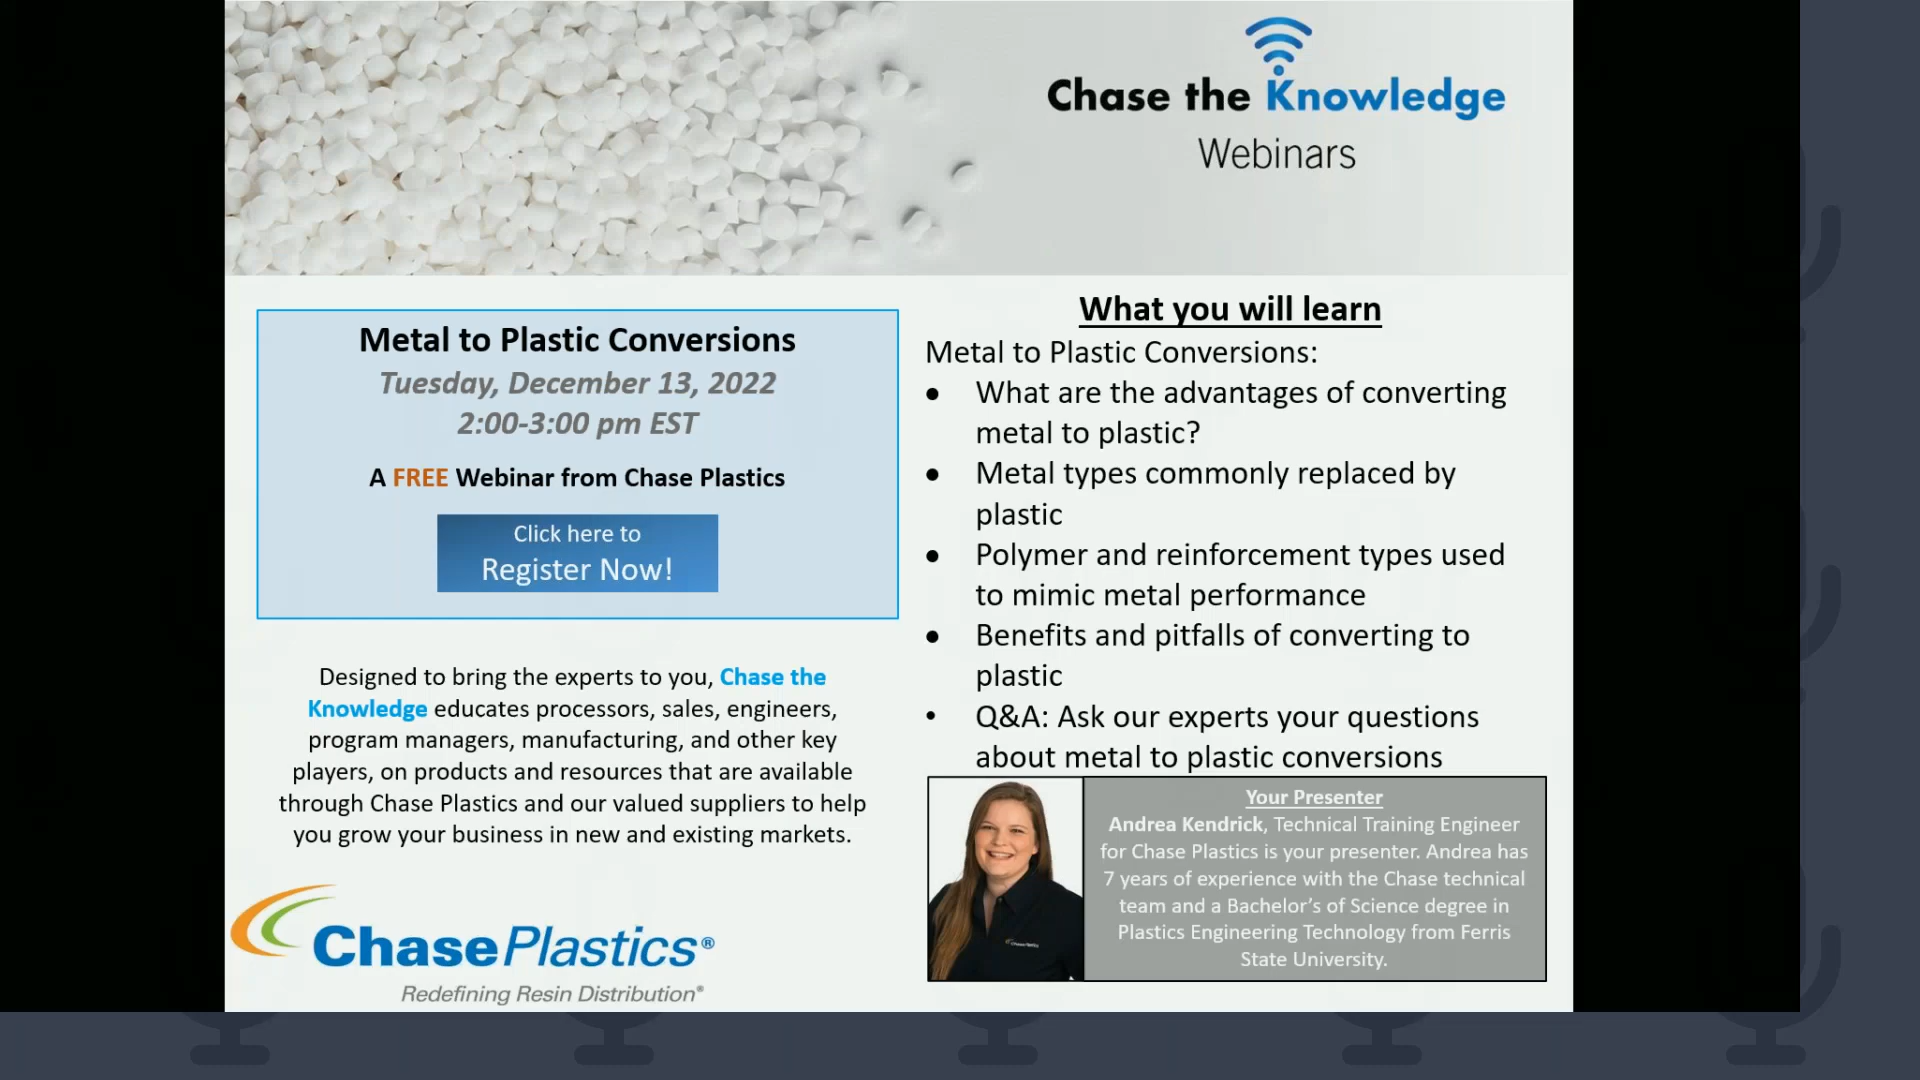 Chase the Knowledge
Webinars
Metal to Plastic Conversions
Tuesday, December 13, 2022
2:00-3:00 pm EST
A FREE Webinar from Chase Plastics
Click here to
Register Now!
Designed to bring the experts to you, Chase the
Knowledge educates processors, sales, engineers,
program managers, manufacturing, and other key
players, on products and resources that are available
through Chase Plastics and our valued suppliers to help
you grow your business in new and existing markets.
ChasePlastics®
Redefining Resin Distribution®
What you will learn
Metal to Plastic Conversions:
• What are the advantages of converting
metal to plastic?
• Metal types commonly replaced by
plastic
• Polymer and reinforcement types used
to mimic metal performance
• Benefits and pitfalls of converting to
plastic
• Q&A: Ask our experts your questions
about metal to plastic conversions
Your Presenter
Andrea Kendrick, Technical Training Engineer
for Chase Plastics is your presenter. Andrea has
7 years of experience with the Chase technical
team and a Bachelor's of Science degree in
Plastics Engineering Technology from Ferris
State University.